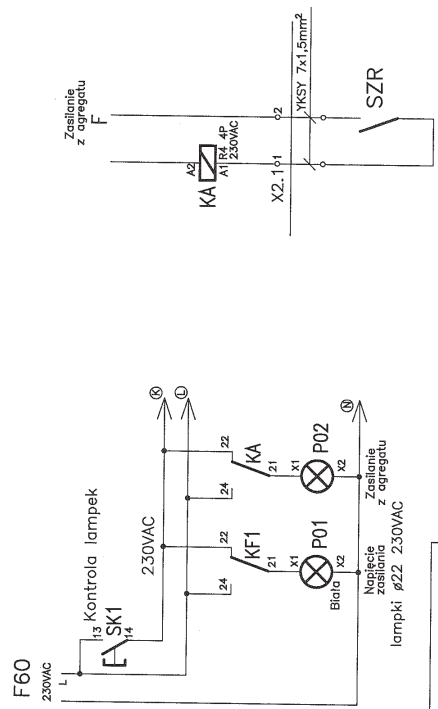 Zasilanie
z agregatu
F
A2
A1
KA
R4 4P
230VAC
X2.1
1
2
YKSY 7x1,5mm²
SZR
F60
230VAC
L
Kontrola lampek
13
SK1
14
230VAC
K
L
22
24
21
KF1
22
24
21
KA
X1
X2
P01
Biała
X1
X2
P02
N
Napięcie
zasilania
Zasilanie
z agregatu
lampki ø22 230VAC